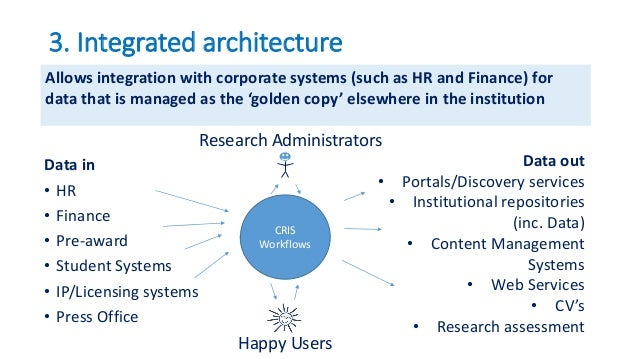 3. Integrated architecture
Allows integration with corporate systems (such as HR and Finance) for
data that is managed as the ‘golden copy’ elsewhere in the institution
Research Administrators
Data in
• HR
• Finance
• Pre-award
• Student Systems
• IP/Licensing systems
• Press Office
CRIS
Workflows
Happy Users
Data out
• Portals/Discovery services
• Institutional repositories
(inc. Data)
• Content Management
Systems
• Web Services
• CV’s
• Research assessment